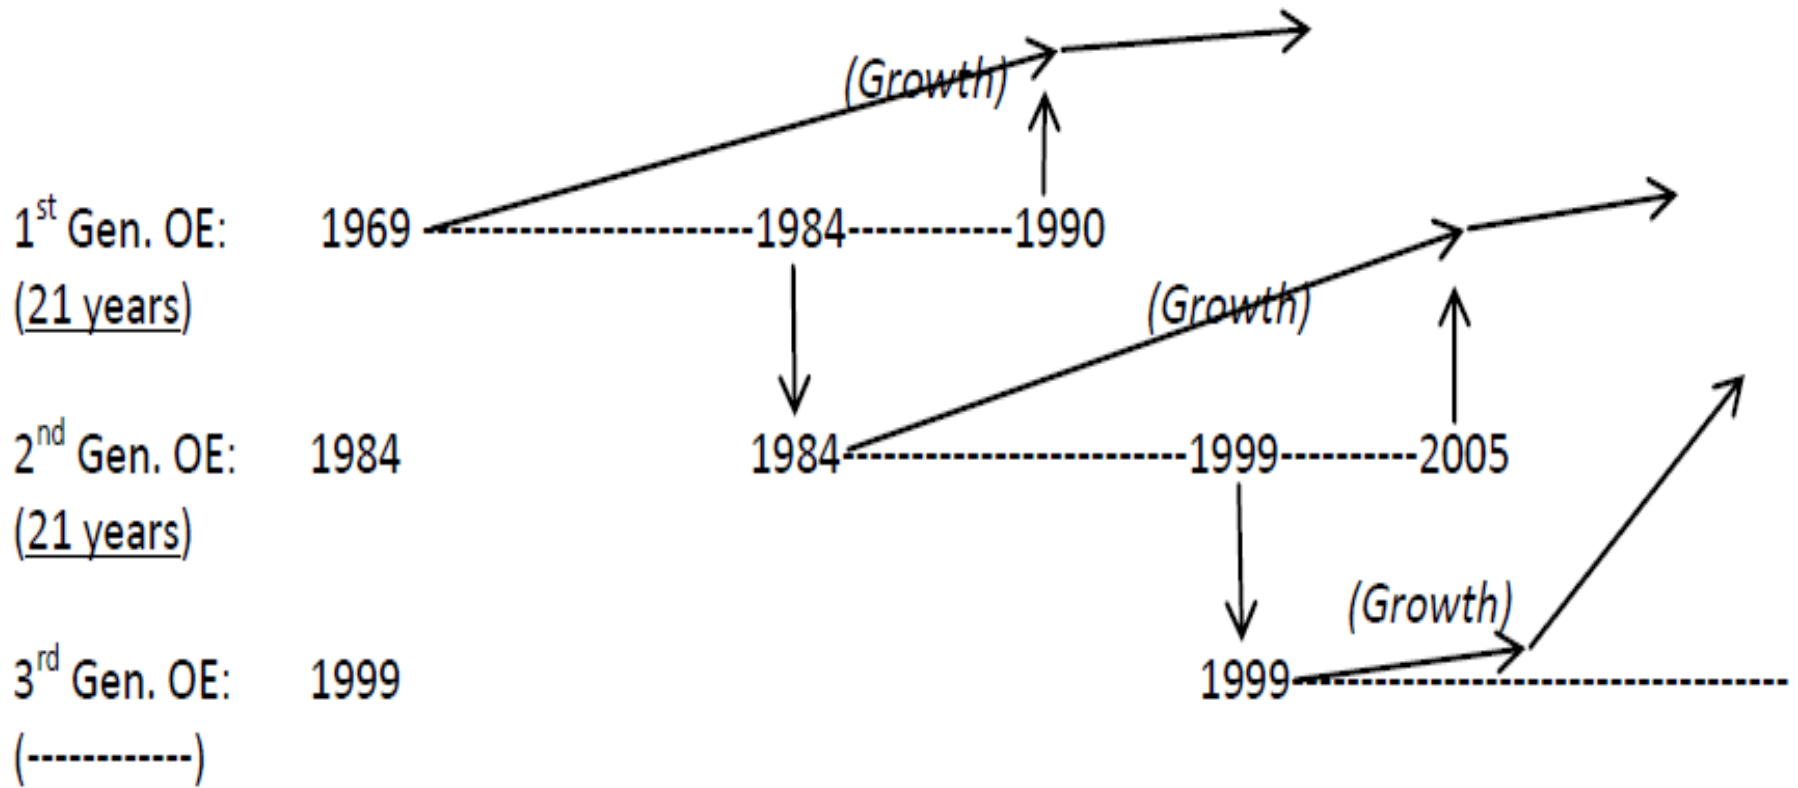 (Growth)
1st Gen. OE: 1969 ----------------------1984------------1990
(21 years)
(Growth)
2nd Gen. OE: 1984 1984-------------------------1999----------2005
(21 years)
(Growth)
3rd Gen. OE: 1999 1999------------------------------------
(------------)